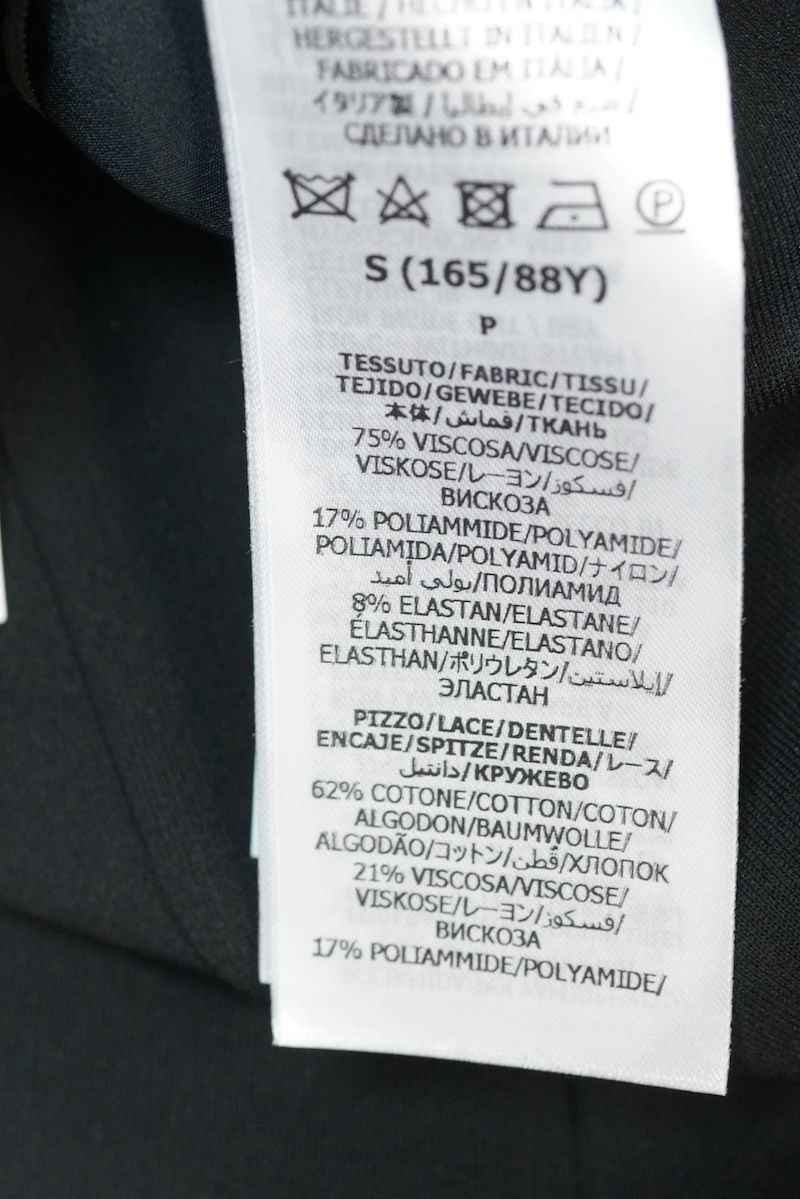 ITALIE / HECHO EN ITALIA /
HERGESTELLT IN ITALIEN /
FABRICADO EM ITÁLIA /
イタリア製 / صنع في إيطاليا /
СДЕЛАНО В ИТАЛИИ
P
S (165/88Y)
P
TESSUTO/FABRIC/TISSU/
TEJIDO/GEWEBE/TECIDO/
本体/قماش/ТКАНЬ
75% VISCOSA/VISCOSE/
VISKOSE/レーヨン/فسكوز/
ВИСКОЗА
17% POLIAMMIDE/POLYAMIDE/
POLIAMIDA/POLYAMID/ナイロン/
بولي أميد/ПОЛИАМИД
8% ELASTAN/ELASTANE/
ÉLASTHANNE/ELASTANO/
ELASTHAN/ポリウレタン/إيلاستين/
ЭЛАСТАН
PIZZO/LACE/DENTELLE/
ENCAJE/SPITZE/RENDA/レース/
دانتيل/КРУЖЕВО
62% COTONE/COTTON/COTON/
ALGODON/BAUMWOLLE/
ALGODÃO/コットン/قطن/ХЛОПОК
21% VISCOSA/VISCOSE/
VISKOSE/レーヨン/فسكوز/
ВИСКОЗА
17% POLIAMMIDE/POLYAMIDE/